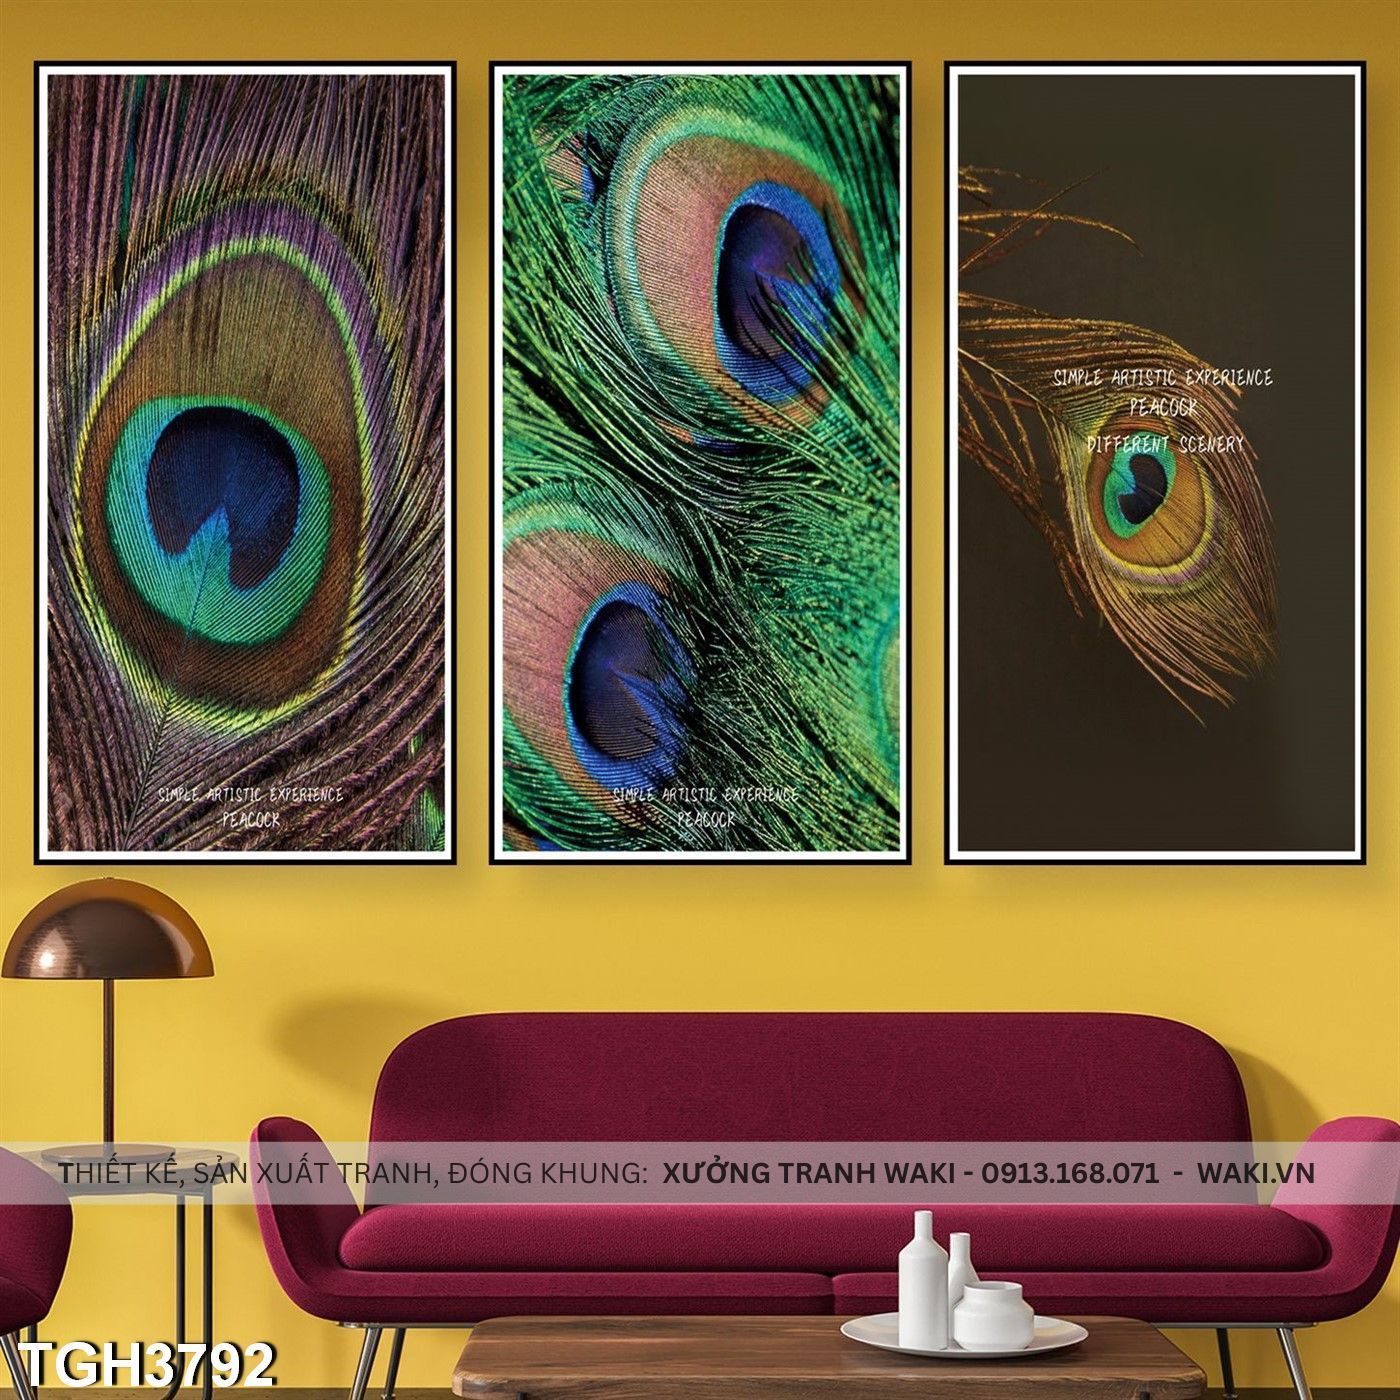 SIMPLE ARTISTIC EXPERIENCE
PEACOCK
DIFFERENT SCENERY
SIMPLE ARTISTIC EXPERIENCE
PEACOCK
SIMPLE ARTISTIC EXPERIENCE
PEACOCK
THIẾT KẾ, SẢN XUẤT TRANH, ĐÓNG KHUNG: XƯỞNG TRANH WAKI - 0913.168.071 - WAKI.VN
TGH3792